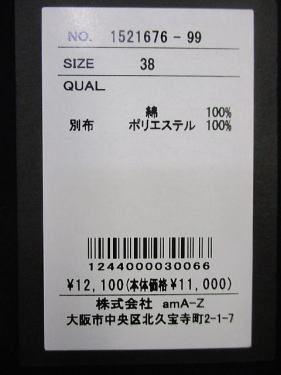 NO. 1521676-99
SIZE 38
QUAL.
綿 100%
別布 ポリエステル 100%
1244000030066
¥12,100(本体価格¥11,000)
株式会社 amA-Z
大阪市中央区北久宝寺町2-1-7